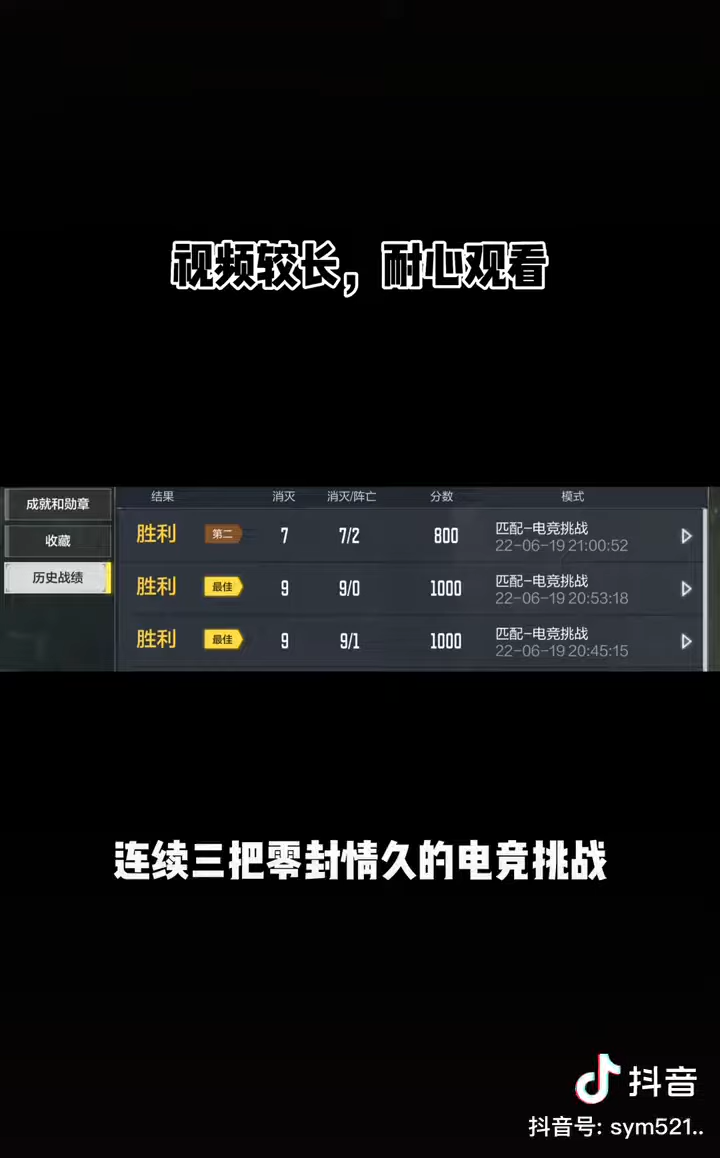 视频较长，耐心观看
成就和勋章
收藏
历史战绩
结果 消灭 消灭/阵亡 分数 模式
胜利 第二 7 7/2 800 匹配-电竞挑战
22-06-19 21:00:52
胜利 最佳 9 9/0 1000 匹配-电竞挑战
22-06-19 20:53:18
胜利 最佳 9 9/1 1000 匹配-电竞挑战
22-06-19 20:45:15
连续三把零封情久的电竞挑战
抖音
抖音号: sym521..